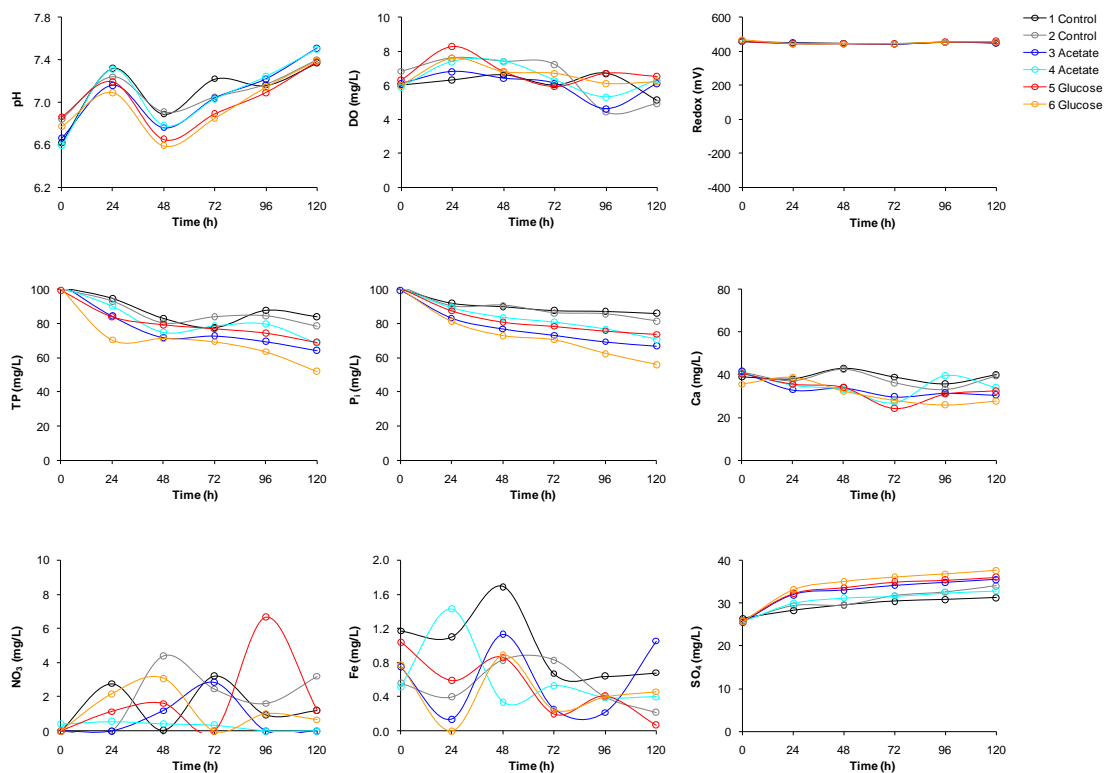 7.8
7.4
7.0
6.6
6.2
pH
0 24 48 72 96 120
Time (h)
10
8
6
4
2
0
DO (mg/L)
0 24 48 72 96 120
Time (h)
600
400
200
0
-200
-400
Redox (mV)
0 24 48 72 96 120
Time (h)
1 Control
2 Control
3 Acetate
4 Acetate
5 Glucose
6 Glucose
100
80
60
40
20
0
TP (mg/L)
0 24 48 72 96 120
Time (h)
100
80
60
40
20
0
Pi (mg/L)
0 24 48 72 96 120
Time (h)
80
60
40
20
0
Ca (mg/L)
0 24 48 72 96 120
Time (h)
10
8
6
4
2
0
NO3 (mg/L)
0 24 48 72 96 120
Time (h)
2.0
1.6
1.2
0.8
0.4
0.0
Fe (mg/L)
0 24 48 72 96 120
Time (h)
40
30
20
10
0
SO4 (mg/L)
0 24 48 72 96 120
Time (h)